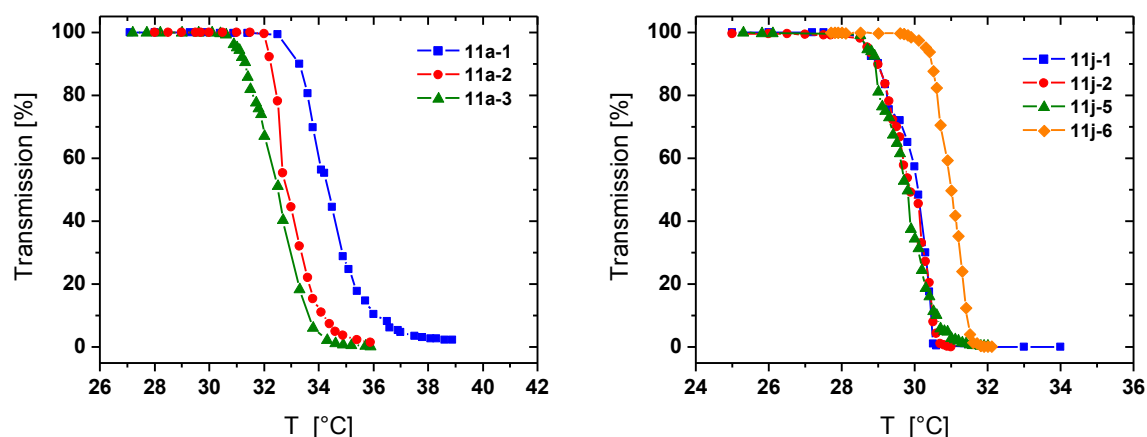 Transmission [%]
100
80
60
40
20
0
26 28 30 32 34 36 38 40 42
T [°C]
11a-1
11a-2
11a-3
Transmission [%]
100
80
60
40
20
0
24 26 28 30 32 34 36
T [°C]
11j-1
11j-2
11j-5
11j-6